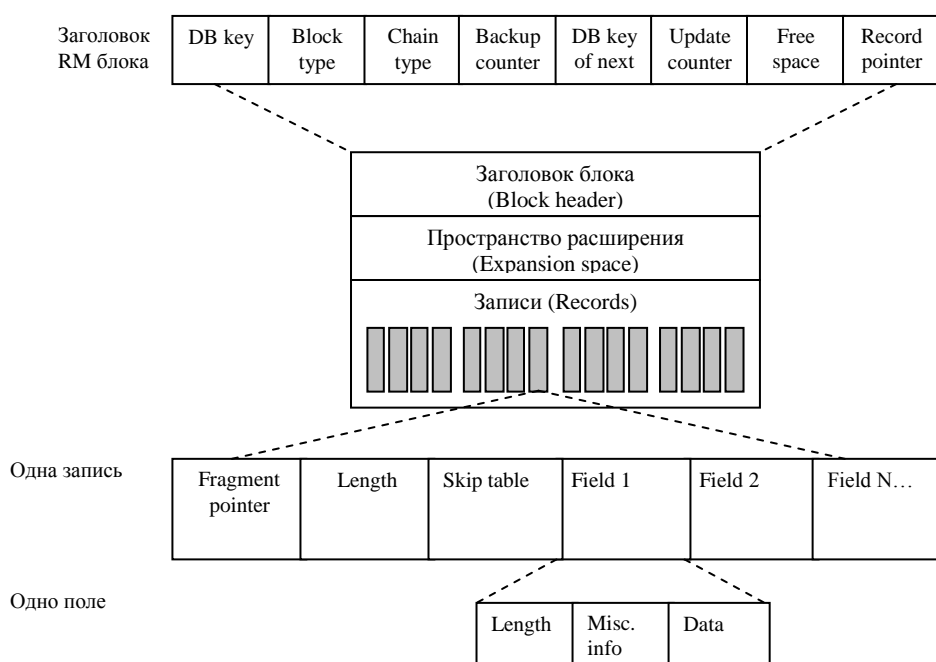 Заголовок
RM блока
DB key
Block
type
Chain
type
Backup
counter
DB key
of next
Update
counter
Free
space
Record
pointer
Заголовок блока
(Block header)
Пространство расширения
(Expansion space)
Записи (Records)
Одна запись
Fragment
pointer
Length
Skip table
Field 1
Field 2
Field N…
Одно поле
Length
Misc.
info
Data